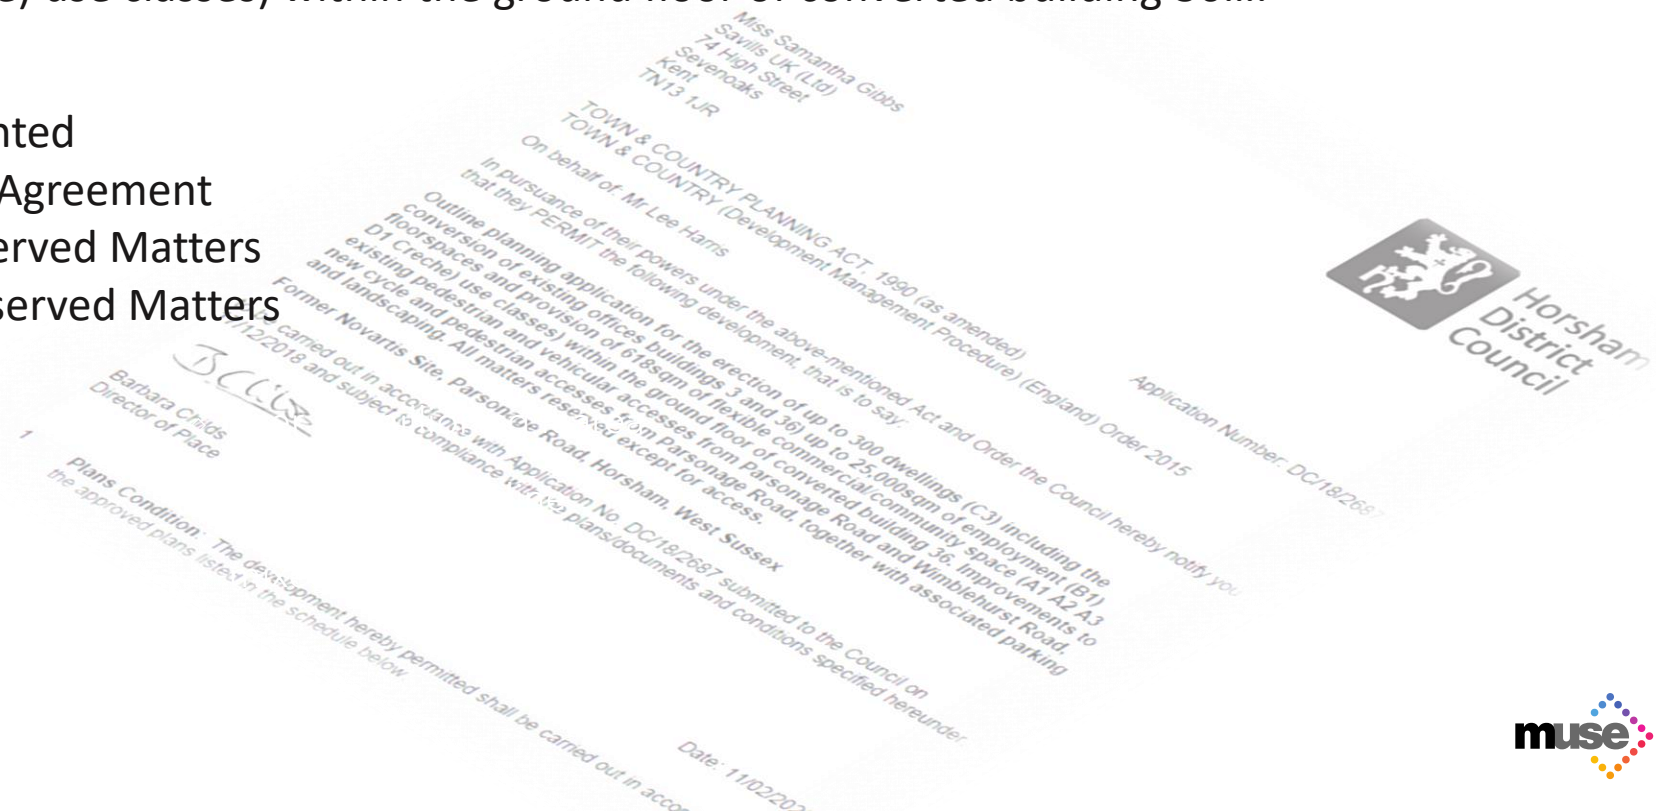 use classes) within the ground floor of converted building
Agreement
Matters
Matters
Miss Samantha Gibbs
Savills UK (Ltd)
74 High Street
Sevenoaks
Kent
TN13 1JR
TOWN & COUNTRY PLANNING ACT, 1990 (as amended)
TOWN & COUNTRY (Development Management Procedure) (England) Order 2015
Application Number: DC/18/2687
On behalf of: Mr Lee Harris
In pursuance of their powers under the above-mentioned Act and Order the Council hereby notify you
that they PERMIT the following development, that is to say:
Outline planning application for the erection of up to 300 dwellings (C3) including the
conversion of existing offices buildings 3 and 36) up to 25,000sqm of employment (B1)
floorspaces and provision of 618sqm of flexible commercial/community space (A1 A2 A3
D1 Creche) use classes) within the ground floor of converted building 36. Improvements to
existing pedestrian and vehicular accesses from Parsonage Road and Wimblehurst Road,
new cycle and pedestrian accesses from Parsonage Road, together with associated parking
and landscaping. All matters reserved except for access.
Former Novartis Site, Parsonage Road, Horsham, West Sussex
be carried out in accordance with Application No. DC/18/2687 submitted to the Council on
/12/2018 and subject to compliance with the plans/documents and conditions specified hereunder
Barbara Childs
Director of Place
Date: 11/02/202
1
Plans Condition: The development hereby permitted shall be carried out in
the approved plans listed in the schedule below.
Horsham
District
Council
muse